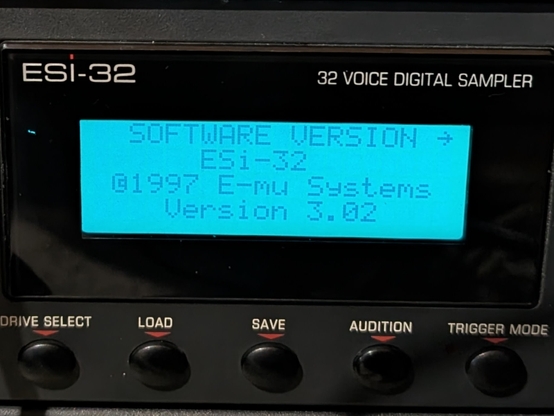 ESi-32
32 VOICE DIGITAL SAMPLER
SOFTWARE VERSION →
ESi-32
©1997 E-mu Systems
Version 3.02
DRIVE SELECT
LOAD
SAVE
AUDITION
TRIGGER MODE